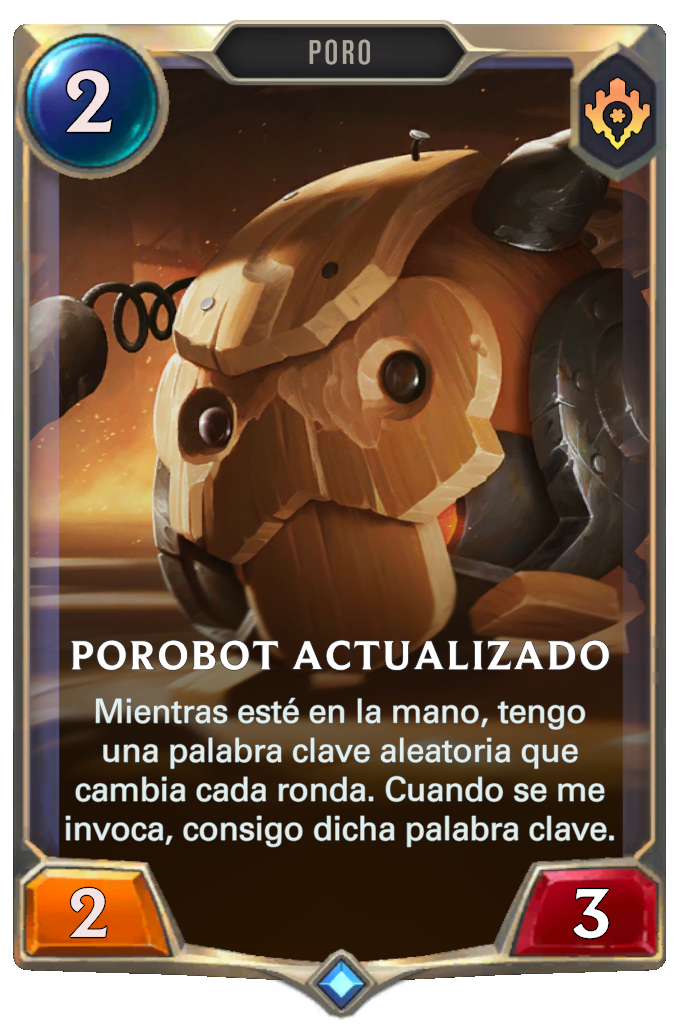 PORO
2
POROBOT ACTUALIZADO
Mientras esté en la mano, tengo
una palabra clave aleatoria que
cambia cada ronda. Cuando se me
invoca, consigo dicha palabra clave.
2
3